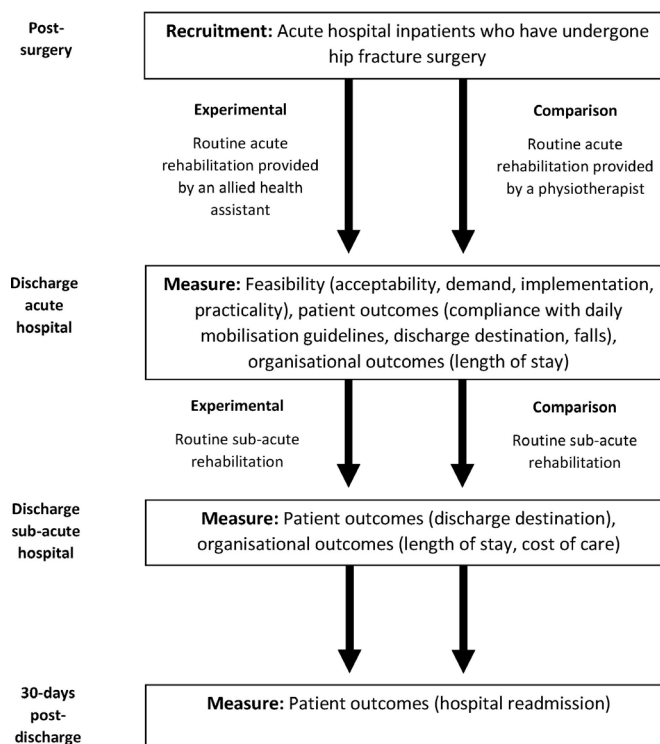 Post-
surgery
Recruitment: Acute hospital inpatients who have undergone
hip fracture surgery
Experimental
Routine acute
rehabilitation provided
by an allied health
assistant
Comparison
Routine acute
rehabilitation provided
by a physiotherapist
Discharge
acute
hospital
Measure: Feasibility (acceptability, demand, implementation,
practicality), patient outcomes (compliance with daily
mobilisation guidelines, discharge destination, falls),
organisational outcomes (length of stay)
Experimental
Routine sub-acute
rehabilitation
Comparison
Routine sub-acute
rehabilitation
Discharge
sub-acute
hospital
Measure: Patient outcomes (discharge destination),
organisational outcomes (length of stay, cost of care)
30-days
post-
discharge
Measure: Patient outcomes (hospital readmission)